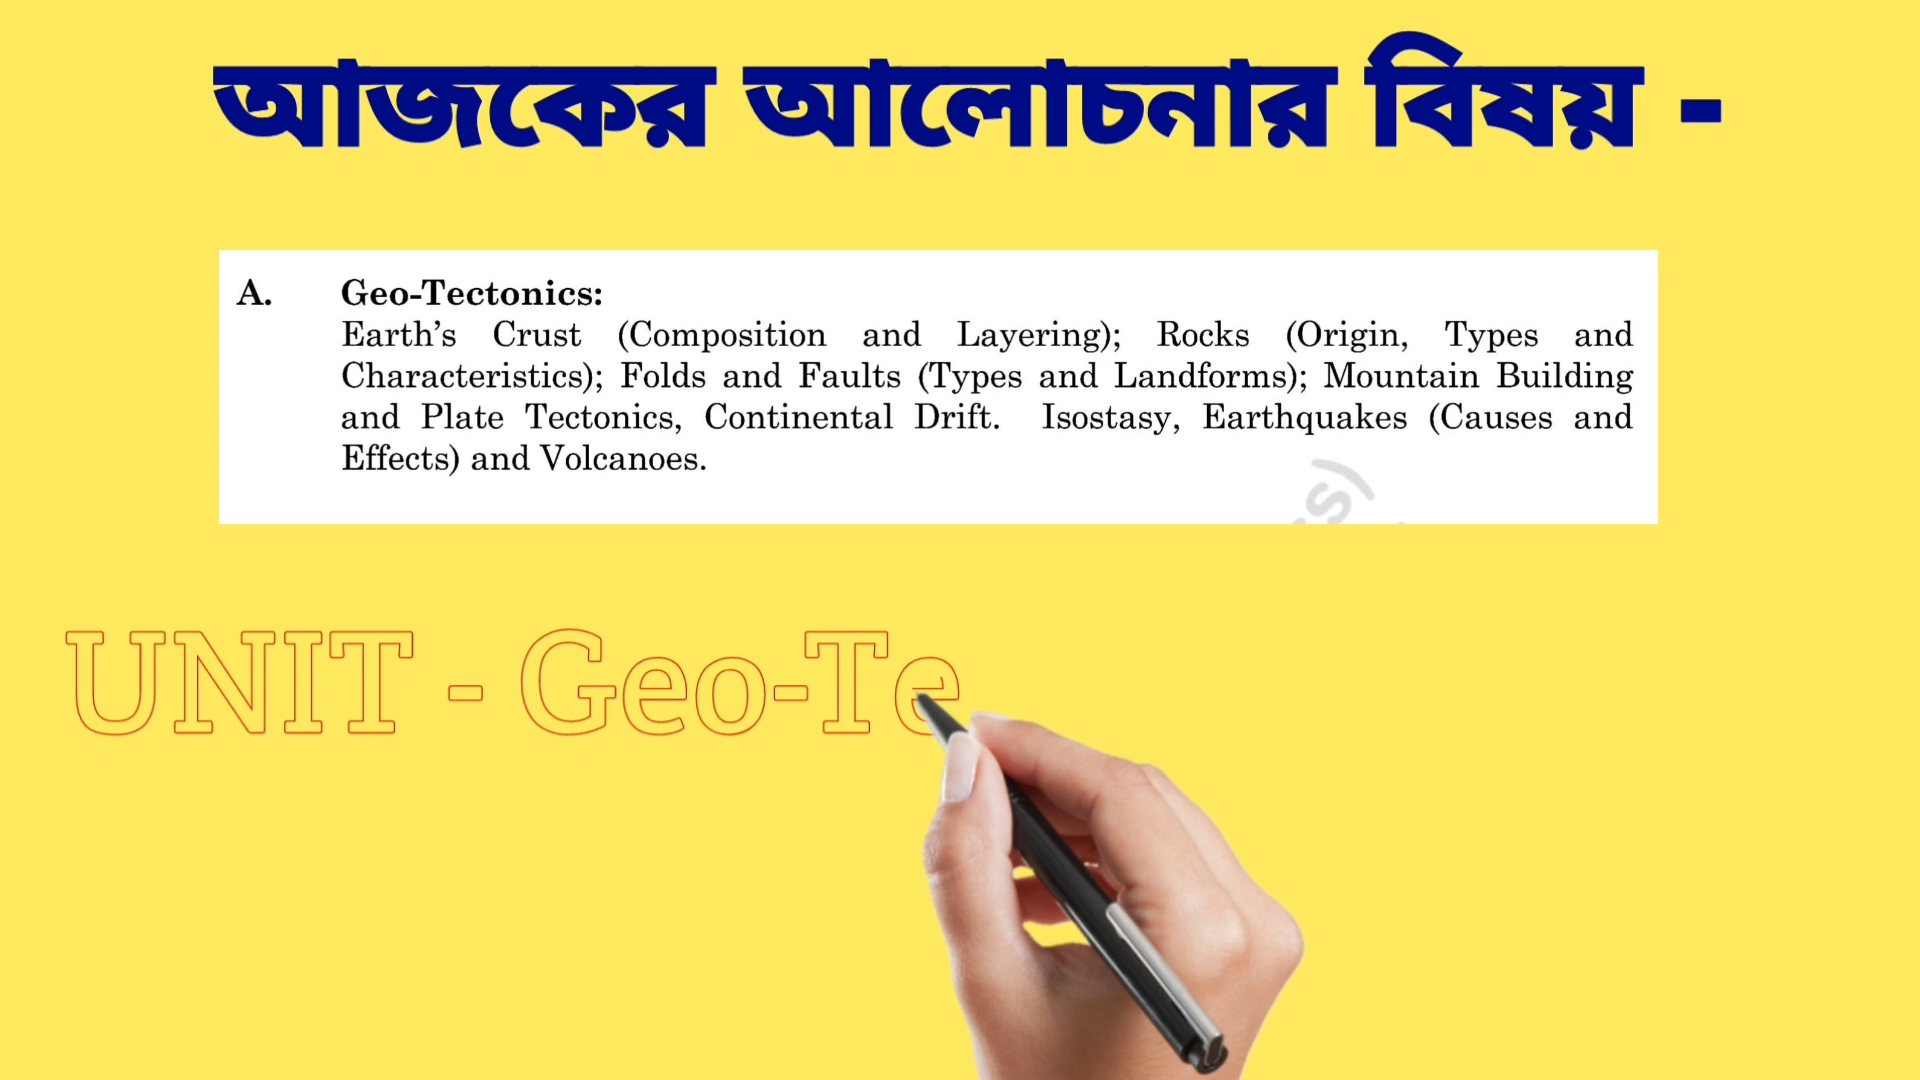 আজকের আলোচনার বিষয় -
A. Geo-Tectonics:
Earth’s Crust (Composition and Layering); Rocks (Origin, Types and
Characteristics); Folds and Faults (Types and Landforms); Mountain Building
and Plate Tectonics, Continental Drift. Isostasy, Earthquakes (Causes and
Effects) and Volcanoes.
UNIT - Geo-Te